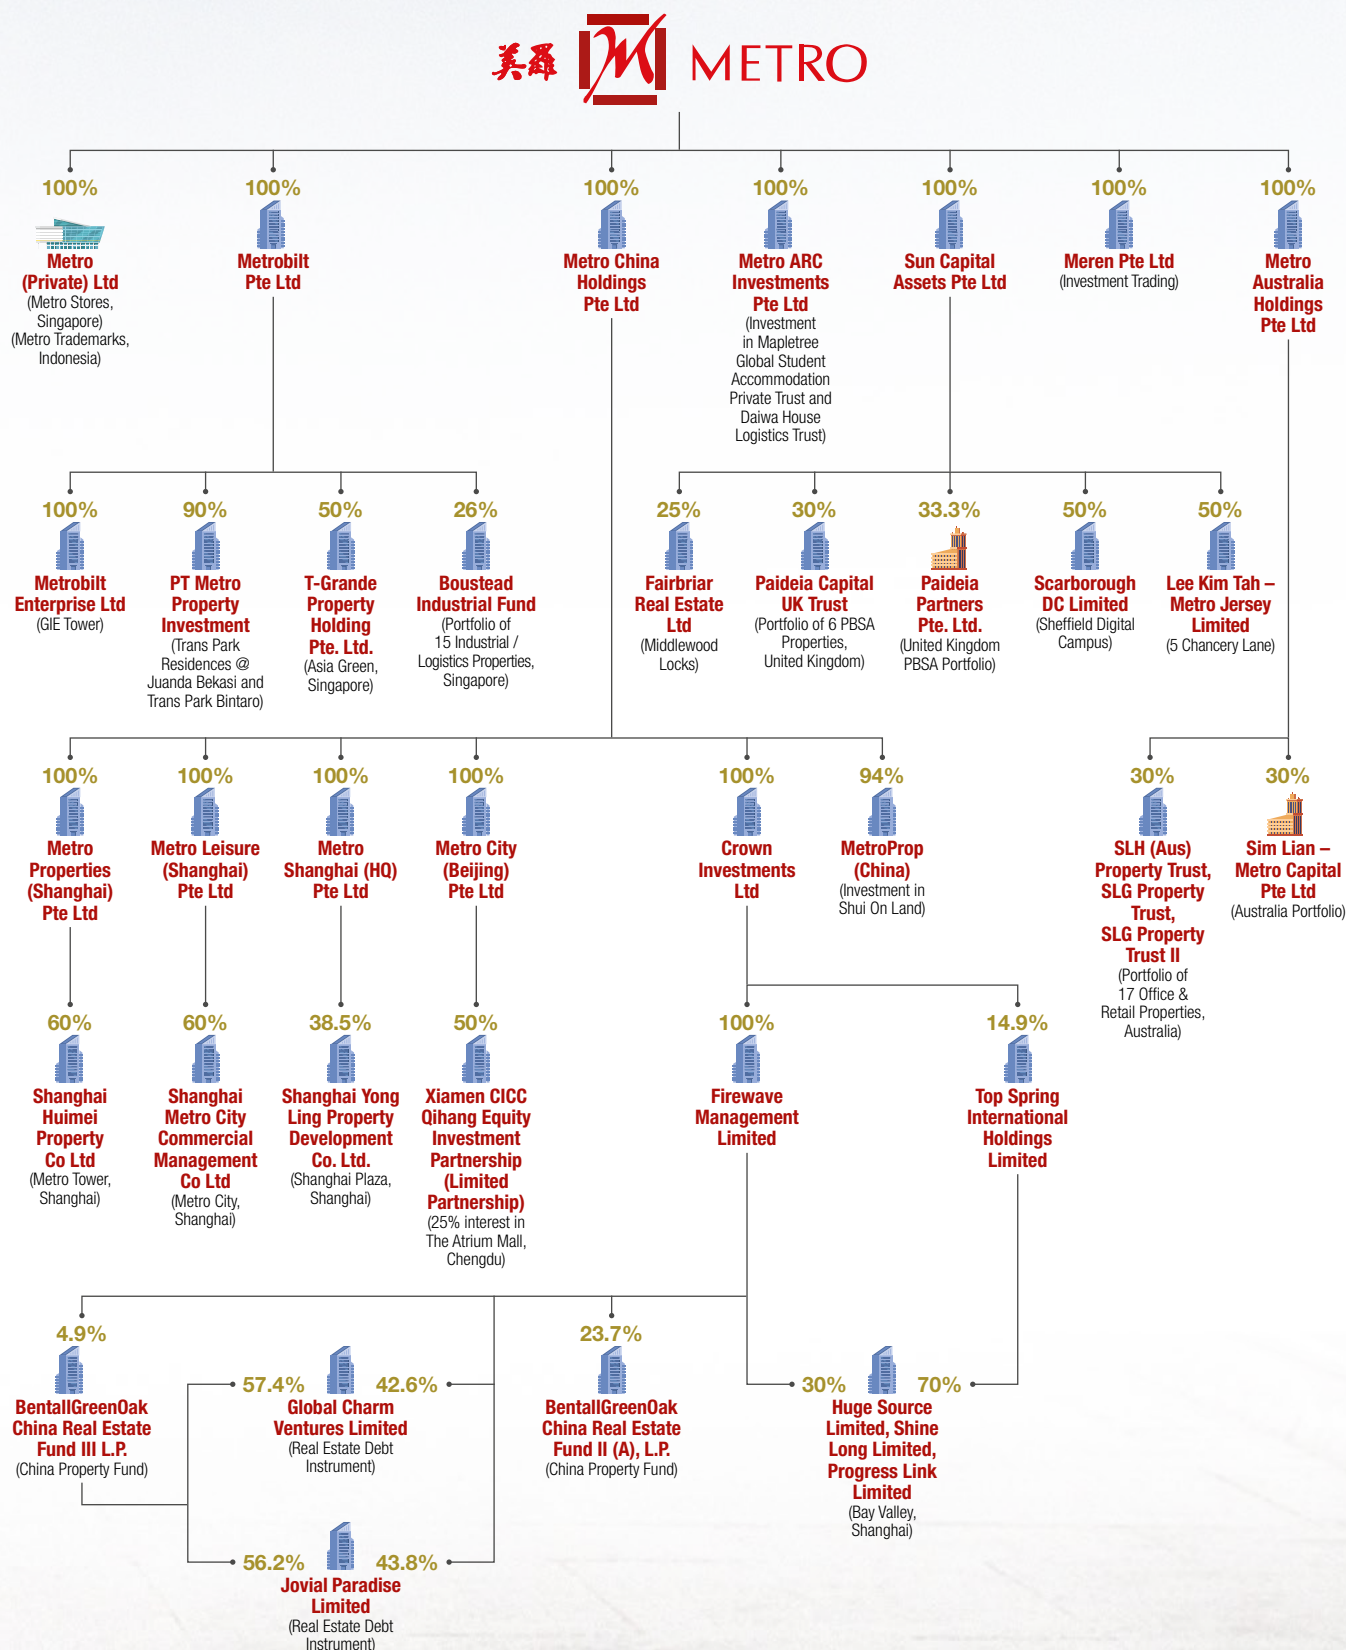 美羅 METRO
100%
Metro
(Private) Ltd
(Metro Stores,
Singapore)
(Metro Trademarks,
Indonesia)
100%
Metrobilt
Pte Ltd
100%
Metro China
Holdings
Pte Ltd
100%
Metro ARC
Investments
Pte Ltd
(Investment
in Mapletree
Global Student
Accommodation
Private Trust and
Daiwa House
Logistics Trust)
100%
Sun Capital
Assets Pte Ltd
100%
Meren Pte Ltd
(Investment Trading)
100%
Metro
Australia
Holdings
Pte Ltd
100%
Metrobilt
Enterprise Ltd
(GIE Tower)
90%
PT Metro
Property
Investment
(Trans Park
Residences @
Juanda Bekasi and
Trans Park Bintaro)
50%
T-Grande
Property
Holding
Pte. Ltd.
(Asia Green,
Singapore)
26%
Boustead
Industrial Fund
(Portfolio of
15 Industrial /
Logistics Properties,
Singapore)
25%
Fairbriar
Real Estate
Ltd
(Middlewood
Locks)
30%
Paideia Capital
UK Trust
(Portfolio of 6 PBSA
Properties,
United Kingdom)
33.3%
Paideia
Partners
Pte. Ltd.
(United Kingdom
PBSA Portfolio)
50%
Scarborough
DC Limited
(Sheffield Digital
Campus)
50%
Lee Kim Tah –
Metro Jersey
Limited
(5 Chancery Lane)
100%
Metro
Properties
(Shanghai)
Pte Ltd
100%
Metro Leisure
(Shanghai)
Pte Ltd
100%
Metro
Shanghai (HQ)
Pte Ltd
100%
Metro City
(Beijing)
Pte Ltd
100%
Crown
Investments
Ltd
94%
MetroProp
(China)
(Investment in
Shui On Land)
30%
SLH (Aus)
Property Trust,
SLG Property
Trust,
SLG Property
Trust II
(Portfolio of
17 Office &
Retail Properties,
Australia)
30%
Sim Lian –
Metro Capital
Pte Ltd
(Australia Portfolio)
60%
Shanghai
Huimei
Property
Co Ltd
(Metro Tower,
Shanghai)
60%
Shanghai
Metro City
Commercial
Management
Co Ltd
(Metro City,
Shanghai)
38.5%
Shanghai Yong
Ling Property
Development
Co. Ltd.
(Shanghai Plaza,
Shanghai)
50%
Xiamen CICC
Qihang Equity
Investment
Partnership
(Limited
Partnership)
(25% interest in
The Atrium Mall,
Chengdu)
100%
Firewave
Management
Limited
14.9%
Top Spring
International
Holdings
Limited
4.9%
BentallGreenOak
China Real Estate
Fund III L.P.
(China Property Fund)
57.4% 42.6%
Global Charm
Ventures Limited
(Real Estate Debt
Instrument)
23.7%
BentallGreenOak
China Real Estate
Fund II (A), L.P.
(China Property Fund)
30% 70%
Huge Source
Limited, Shine
Long Limited,
Progress Link
Limited
(Bay Valley,
Shanghai)
56.2% 43.8%
Jovial Paradise
Limited
(Real Estate Debt
Instrument)